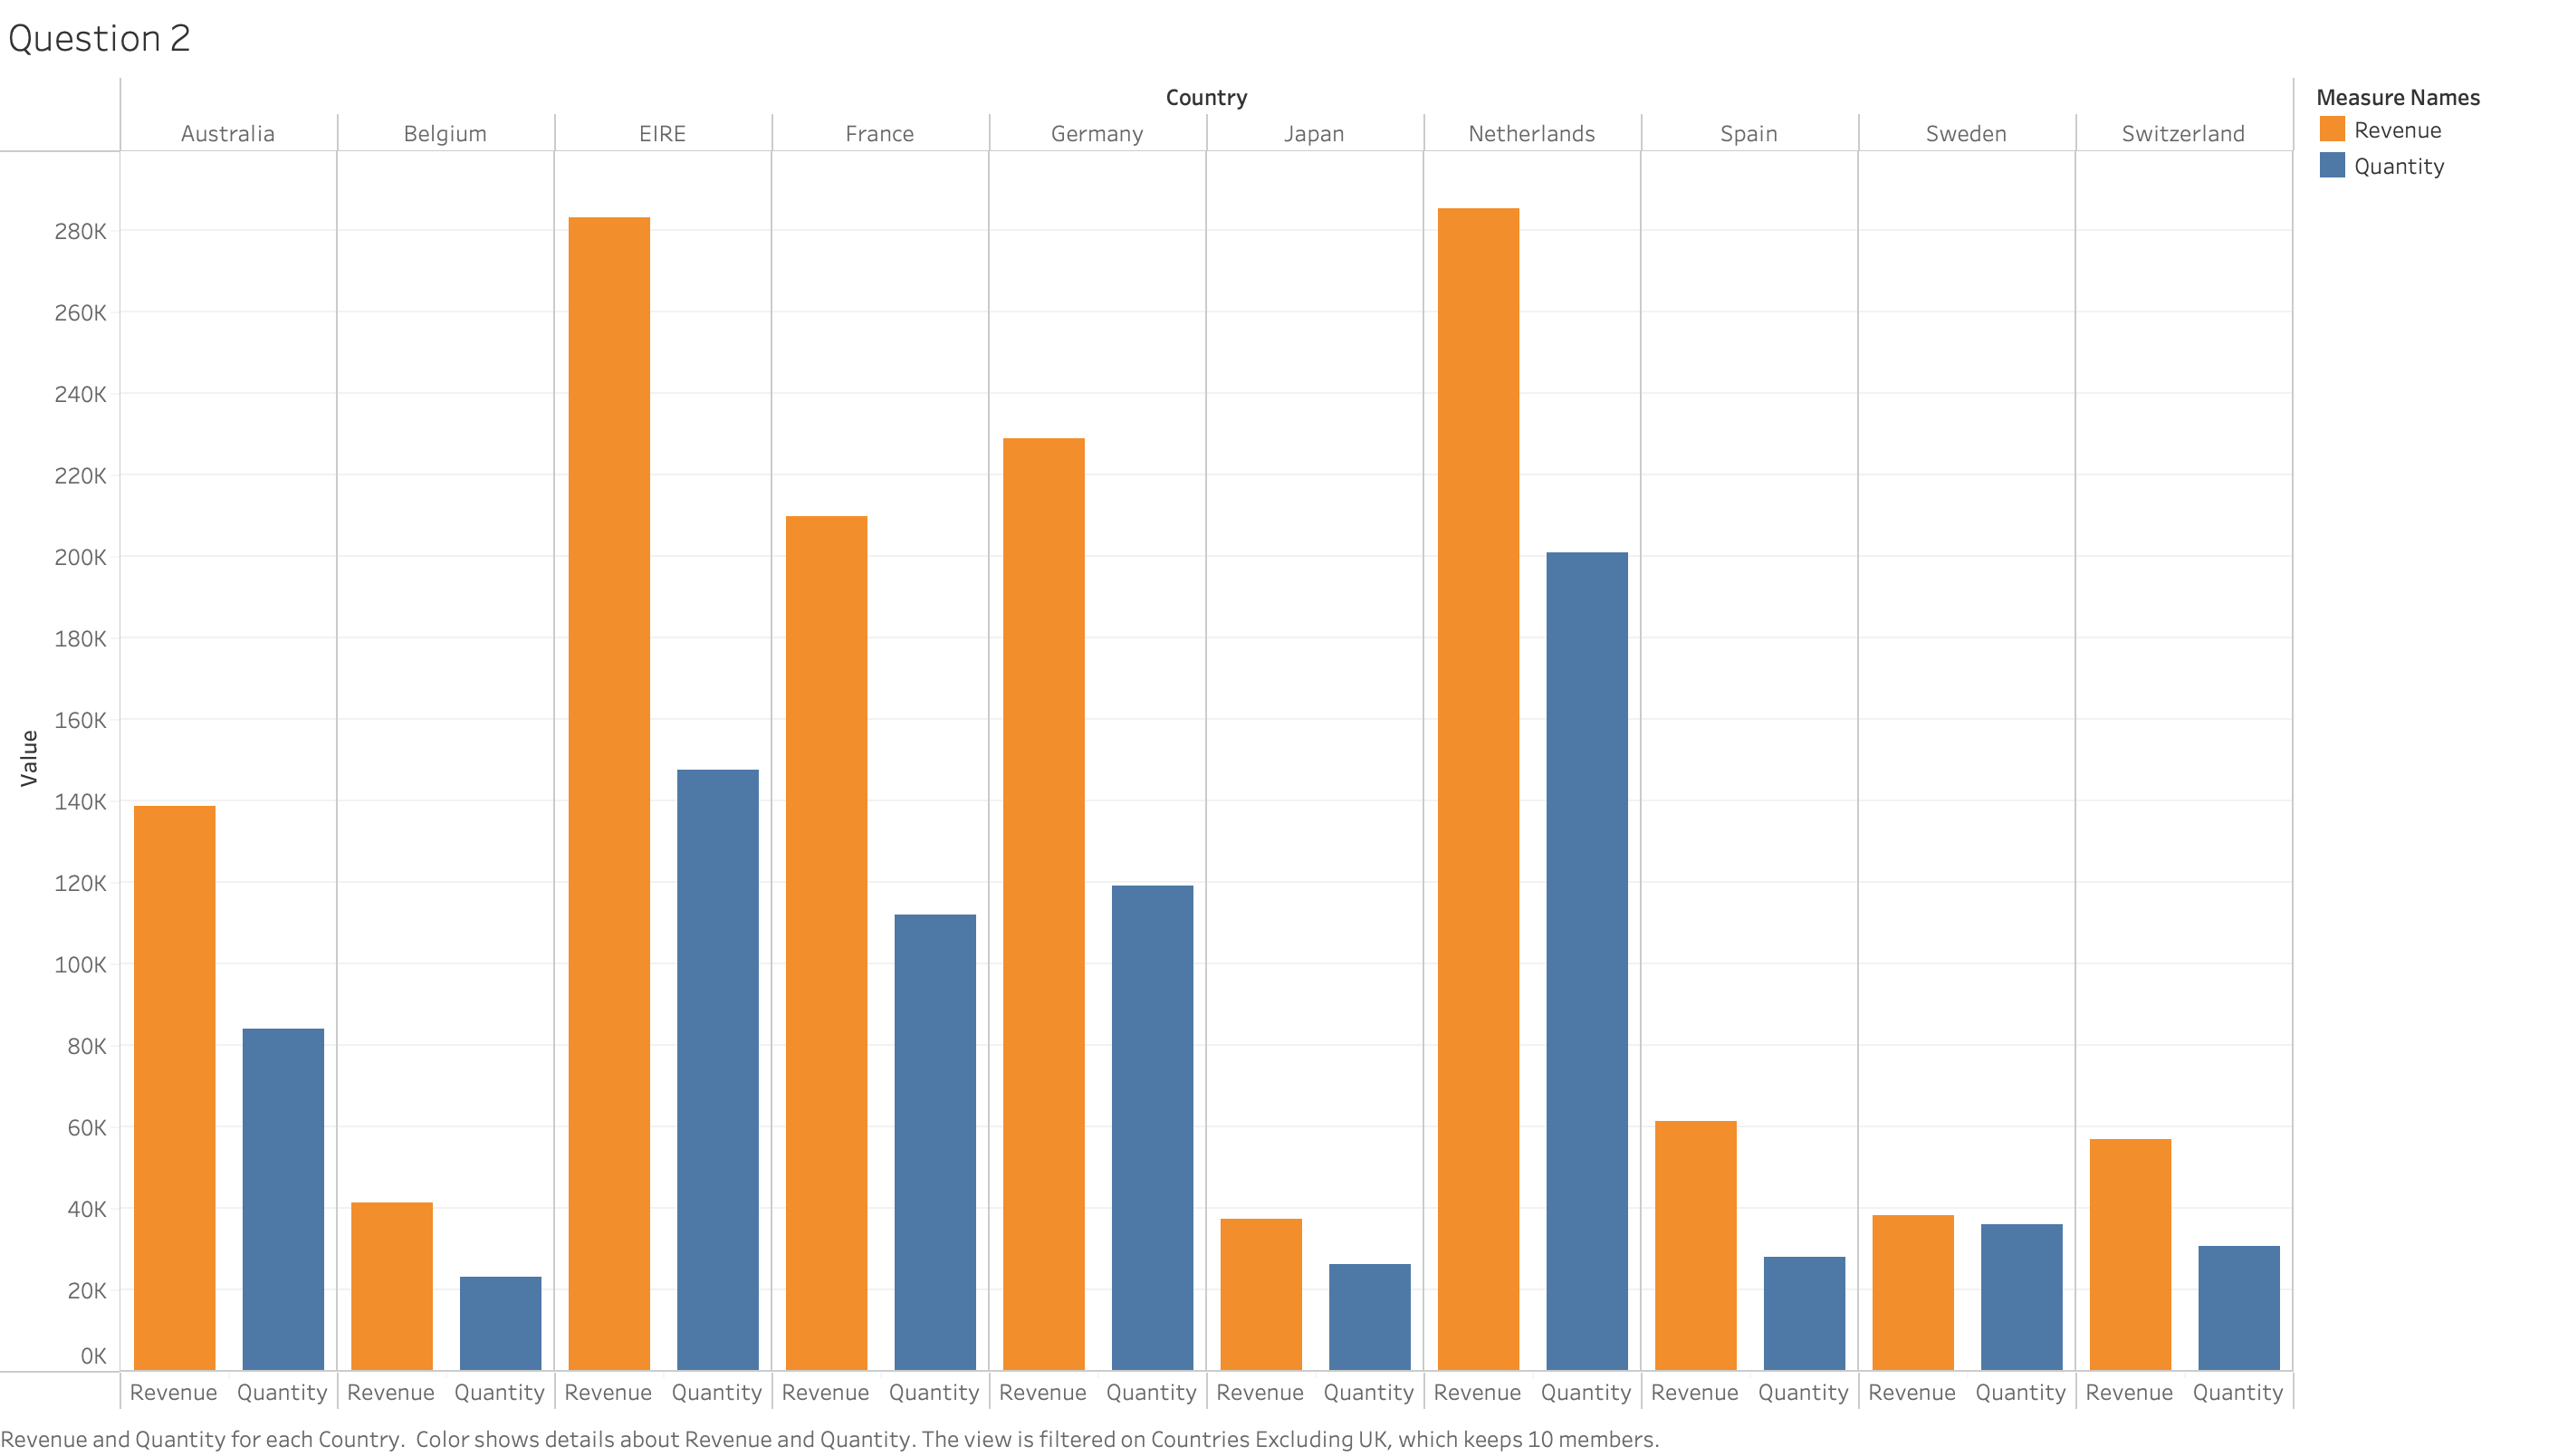 Question 2
Country
Measure Names
Australia Belgium EIRE France Germany Japan Netherlands Spain Sweden Switzerland
Revenue
Quantity
280K
260K
240K
220K
200K
180K
160K
140K
120K
100K
80K
60K
40K
20K
0K
Value
Revenue Quantity Revenue Quantity Revenue Quantity Revenue Quantity Revenue Quantity Revenue Quantity Revenue Quantity Revenue Quantity Revenue Quantity Revenue Quantity
Revenue and Quantity for each Country.  Color shows details about Revenue and Quantity. The view is filtered on Countries Excluding UK, which keeps 10 members.